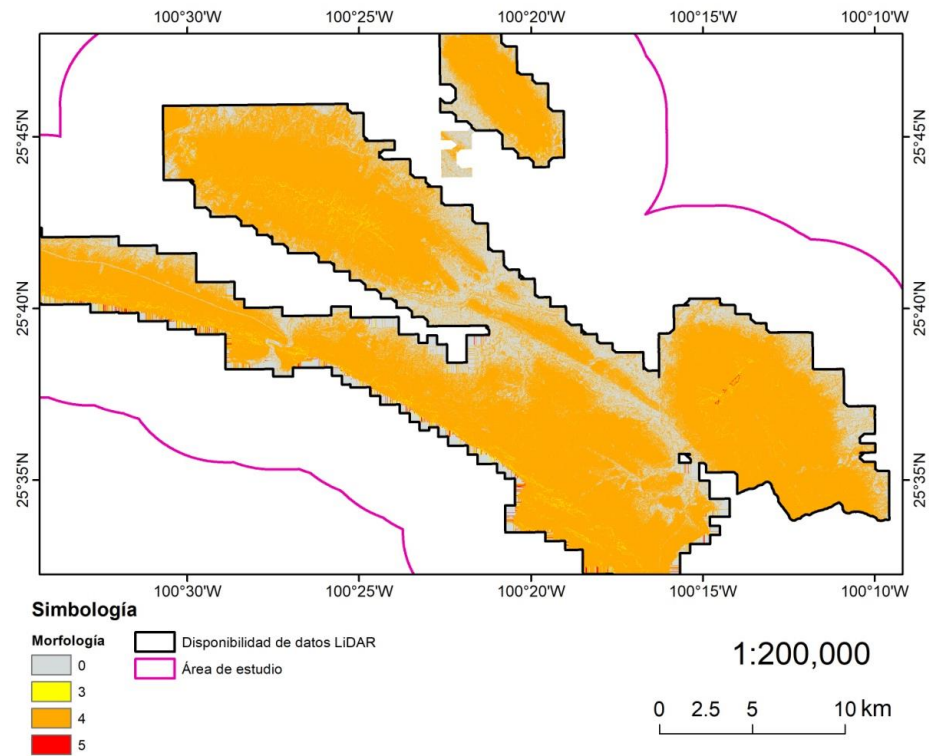 100°30'W 100°25'W 100°20'W 100°15'W 100°10'W
25°45'N 25°45'N
25°40'N 25°40'N
25°35'N 25°35'N
100°30'W 100°25'W 100°20'W 100°15'W 100°10'W
Simbología
Morfología
0
3
4
5
Disponibilidad de datos LiDAR
Área de estudio
1:200,000
0 2.5 5 10 km